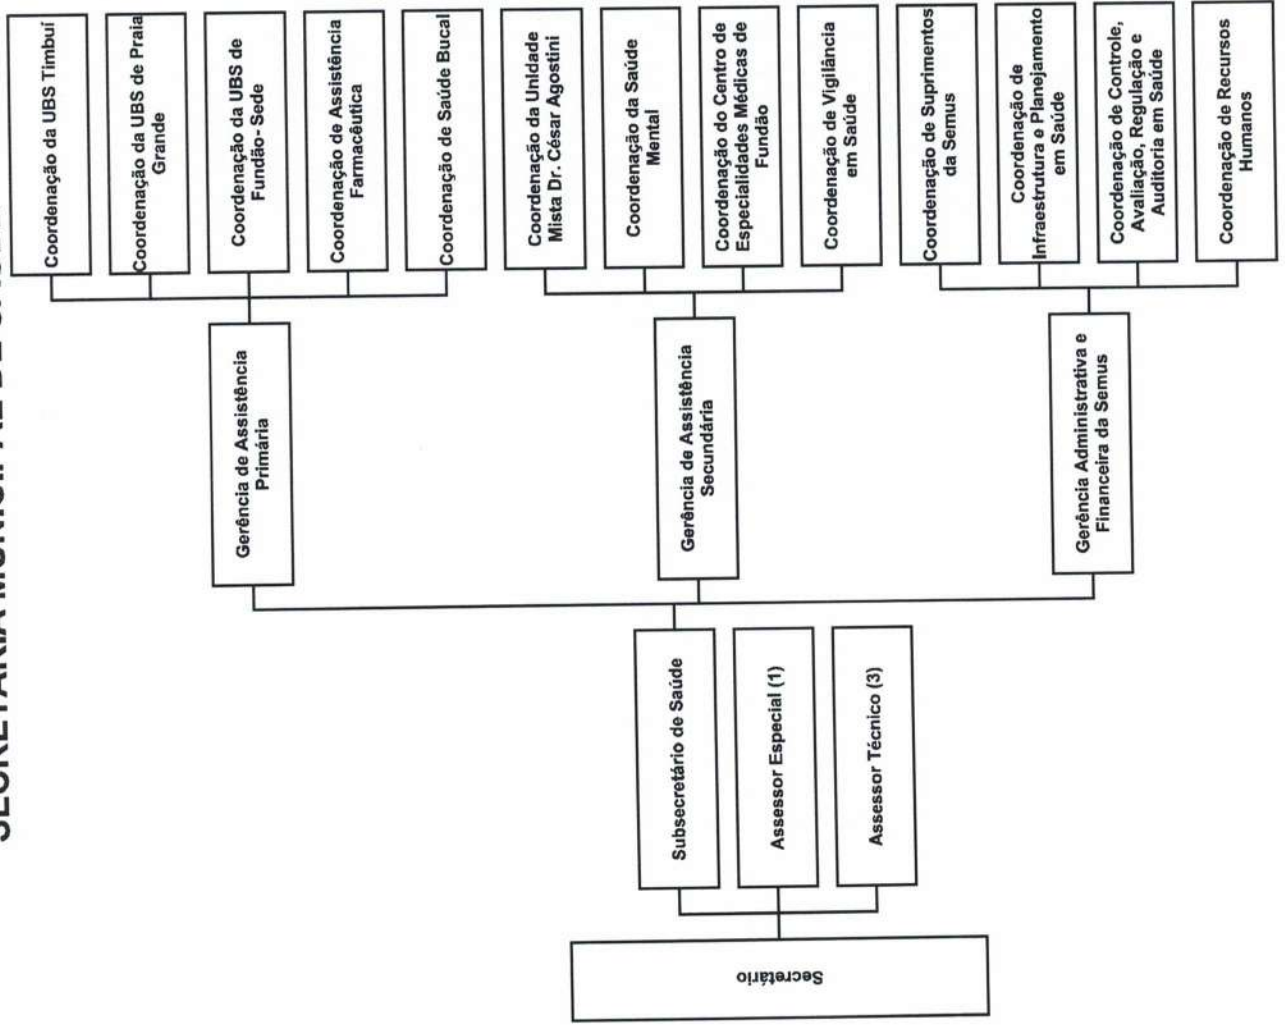 SECRETARIA MUNICIPAL DE
Secretário
Subsecretário de Saúde
Assessor Especial (1)
Assessor Técnico (3)
Gerência de Assistência
Primária
Gerência de Assistência
Secundária
Gerência Administrativa e
Financeira da Semus
Coordenação da UBS Timbuí
Coordenação da UBS de Praia
Grande
Coordenação da UBS de
Fundão- Sede
Coordenação de Assistência
Farmacêutica
Coordenação de Saúde Bucal
Coordenação da Unidade
Mista Dr. César Agostini
Coordenação da Saúde
Mental
Coordenação do Centro de
Especialidades Médicas de
Fundão
Coordenação de Vigilância
em Saúde
Coordenação de Suprimentos
da Semus
Coordenação de
Infraestrutura e Planejamento
em Saúde
Coordenação de Controle,
Avaliação, Regulação e
Auditoria em Saúde
Coordenação de Recursos
Humanos